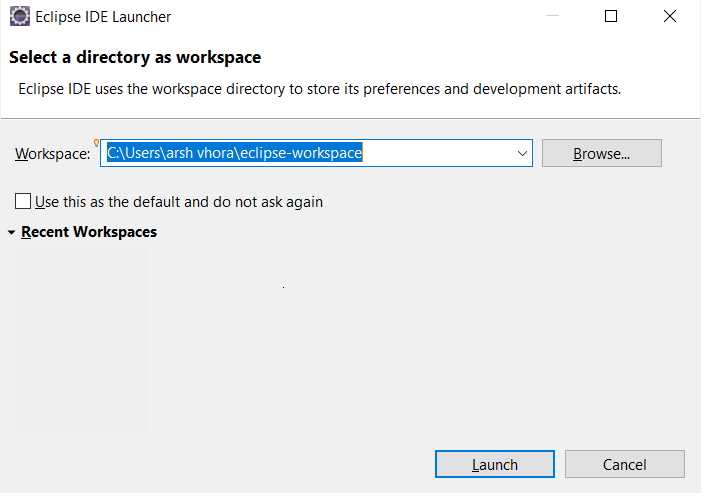 Eclipse IDE Launcher
Select a directory as workspace
Eclipse IDE uses the workspace directory to store its preferences and development artifacts.
Workspace: C:\Users\arsh vhora\eclipse-workspace Browse...
Use this as the default and do not ask again
Recent Workspaces
Launch Cancel